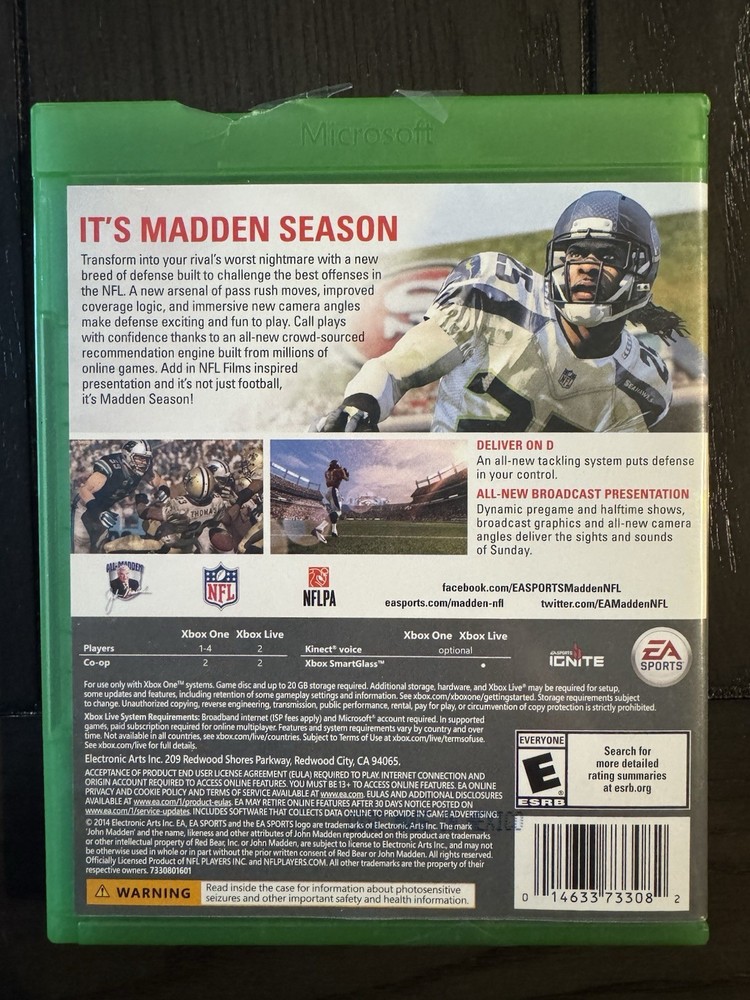 Microsoft
IT'S MADDEN SEASON
Transform into your rival's worst nightmare with a new
breed of defense built to challenge the best offenses in
the NFL. A new arsenal of pass rush moves, improved
coverage logic, and immersive new camera angles
make defense exciting and fun to play. Call plays
with confidence thanks to an all-new crowd-sourced
recommendation engine built from millions of
online games. Add in NFL Films inspired
presentation and it's not just football,
it's Madden Season!
25
25
SEAHAWKS
THOMAS
DELIVER ON D
An all-new tackling system puts defense
in your control.
ALL-NEW BROADCAST PRESENTATION
Dynamic pregame and halftime shows,
broadcast graphics and all-new camera
angles deliver the sights and sounds
of Sunday.
ALL-MADDEN
NFL
NFLPA
facebook.com/EASPORTSMaddenNFL
easports.com/madden-nfl twitter.com/EAMaddenNFL
Xbox One Xbox Live
Players 1-4 2
Co-op 2 2
Xbox One Xbox Live
Kinect® voice optional
Xbox SmartGlass™ •
EA SPORTS
IGNITE
EA
SPORTS™
For use only with Xbox One™ systems. Game disc and up to 20 GB storage required. Additional storage, hardware, and Xbox Live® may be required for setup,
some updates and features, including retention of some gameplay settings and information. See xbox.com/xboxone/gettingstarted. Storage requirements subject
to change. Unauthorized copying, reverse engineering, transmission, public performance, rental, pay for play, or circumvention of copy protection is strictly prohibited.
Xbox Live System Requirements: Broadband internet (ISP fees apply) and Microsoft® account required. In supported
games, paid subscription required for online multiplayer. Features and system requirements vary by country and over
time. Not available in all countries, see xbox.com/live/countries. Subject to Terms of Use at xbox.com/live/termsofuse.
See xbox.com/live for full details.
Electronic Arts Inc. 209 Redwood Shores Parkway, Redwood City, CA 94065.
ACCEPTANCE OF PRODUCT END USER LICENSE AGREEMENT (EULA) REQUIRED TO PLAY. INTERNET CONNECTION AND
ORIGIN ACCOUNT REQUIRED TO ACCESS ONLINE FEATURES. YOU MUST BE 13+ TO ACCESS ONLINE FEATURES. EA ONLINE
PRIVACY AND COOKIE POLICY AND TERMS OF SERVICE AVAILABLE AT www.ea.com. EULAS AND ADDITIONAL DISCLOSURES
AVAILABLE AT www.ea.com/1/product-eulas. EA MAY RETIRE ONLINE FEATURES AFTER 30 DAYS NOTICE POSTED ON
www.ea.com/1/service-updates. INCLUDES SOFTWARE THAT COLLECTS DATA ONLINE TO PROVIDE IN GAME ADVERTISING.
© 2014 Electronic Arts Inc. EA, EA SPORTS and the EA SPORTS logo are trademarks of Electronic Arts Inc. The mark
'John Madden' and the name, likeness and other attributes of John Madden reproduced on this product are trademarks
or other intellectual property of Red Bear, Inc. or John Madden, are subject to license to Electronic Arts Inc., and may not
be otherwise used in whole or in part without the prior written consent of Red Bear or John Madden. All rights reserved.
Officially Licensed Product of NFL PLAYERS INC. and NFLPLAYERS.COM. All other trademarks are the property of their
respective owners. 7330801601
EVERYONE
E
ESRB
Search for
more detailed
rating summaries
at esrb.org
WARNING
Read inside the case for information about photosensitive
seizures and other important safety and health information.
0 14633 73308 2